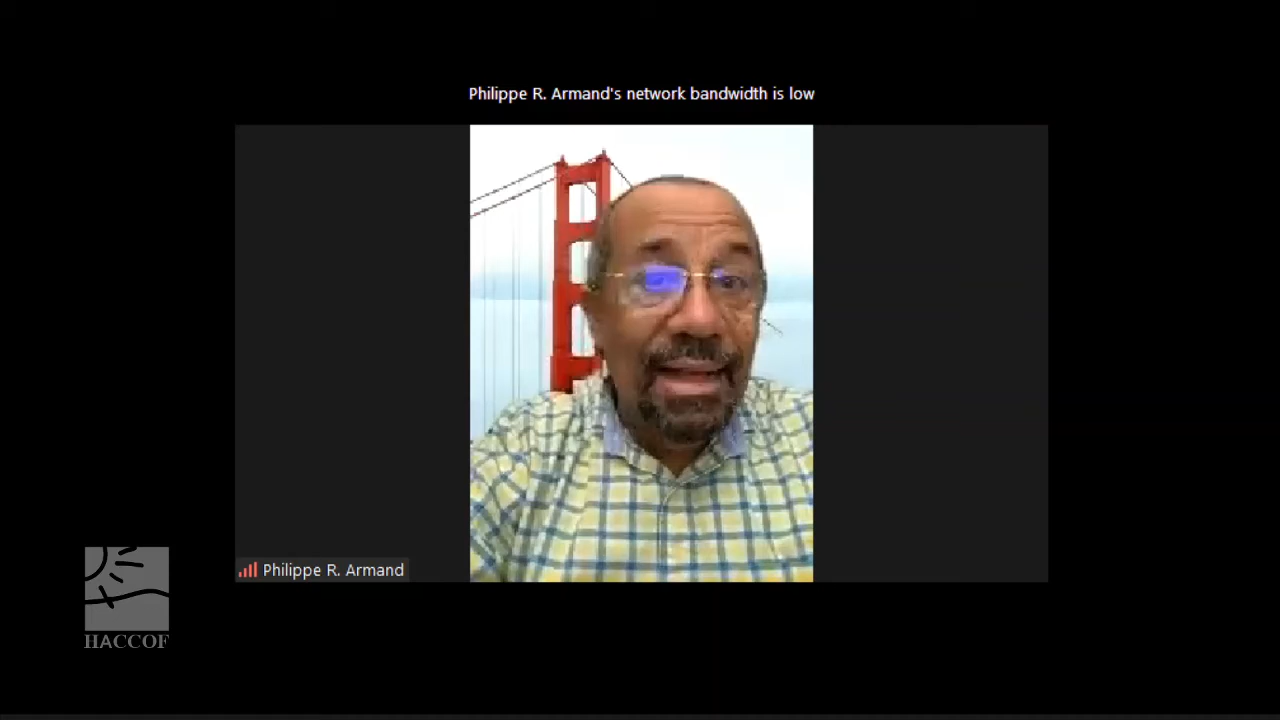 Philippe R. Armand's network bandwidth is low
Philippe R. Armand
HACCOF